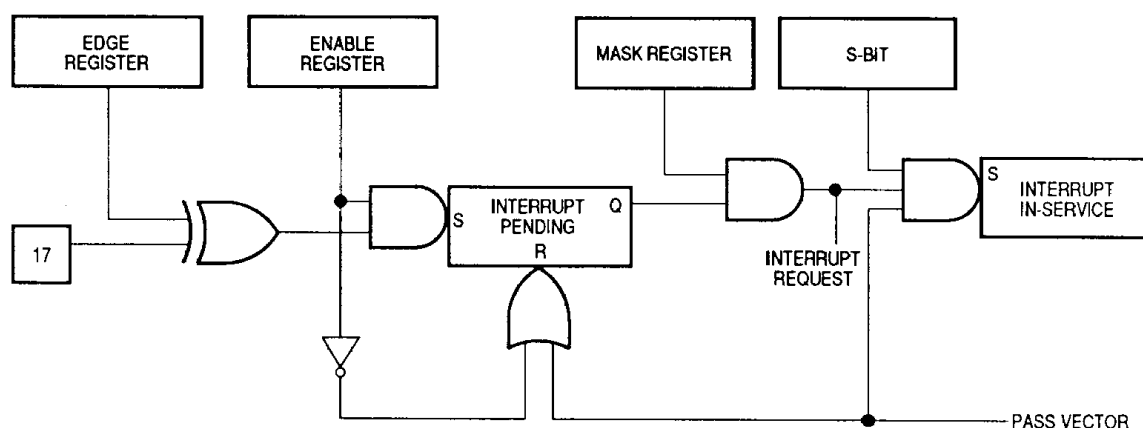 EDGE
REGISTER
ENABLE
REGISTER
MASK REGISTER
S-BIT
17
S
INTERRUPT
PENDING
Q
R
INTERRUPT
REQUEST
S
INTERRUPT
IN-SERVICE
PASS VECTOR